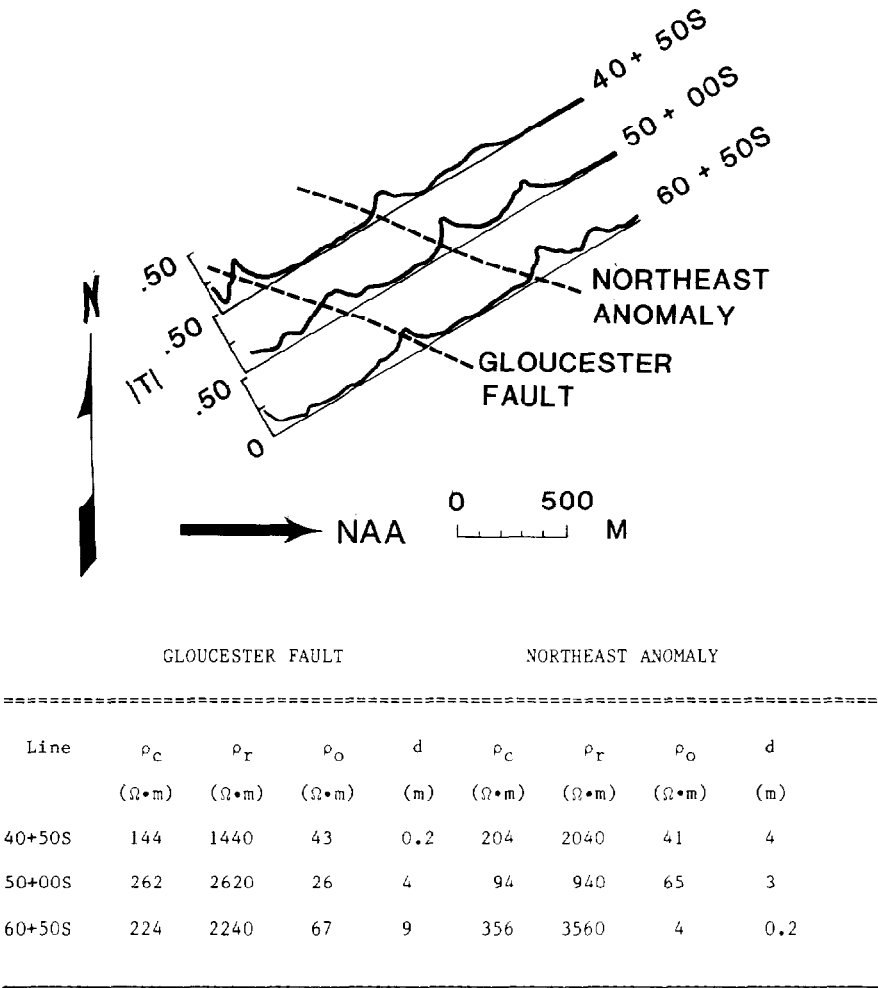 40+ 50S
50+ 00S
60+ 50S
N
.50
.50
.50
|T|
0
NORTHEAST
ANOMALY
GLOUCESTER
FAULT
NAA
0 500
M
GLOUCESTER FAULT NORTHEAST ANOMALY
Line ρc ρr ρo d ρc ρr ρo d
(Ω•m) (Ω•m) (Ω•m) (m) (Ω•m) (Ω•m) (Ω•m) (m)
40+50S 144 1440 43 0.2 204 2040 41 4
50+00S 262 2620 26 4 94 940 65 3
60+50S 224 2240 67 9 356 3560 4 0.2